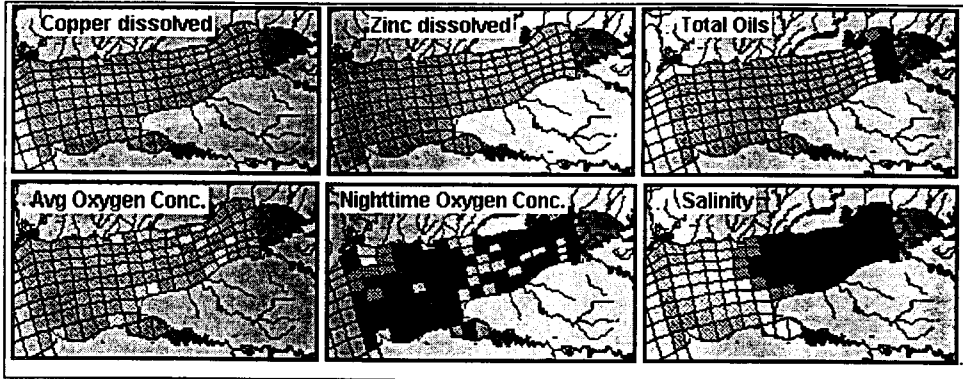 Copper dissolved
Zinc dissolved
Total Oils
Avg Oxygen Conc.
Nighttime Oxygen Conc.
Salinity